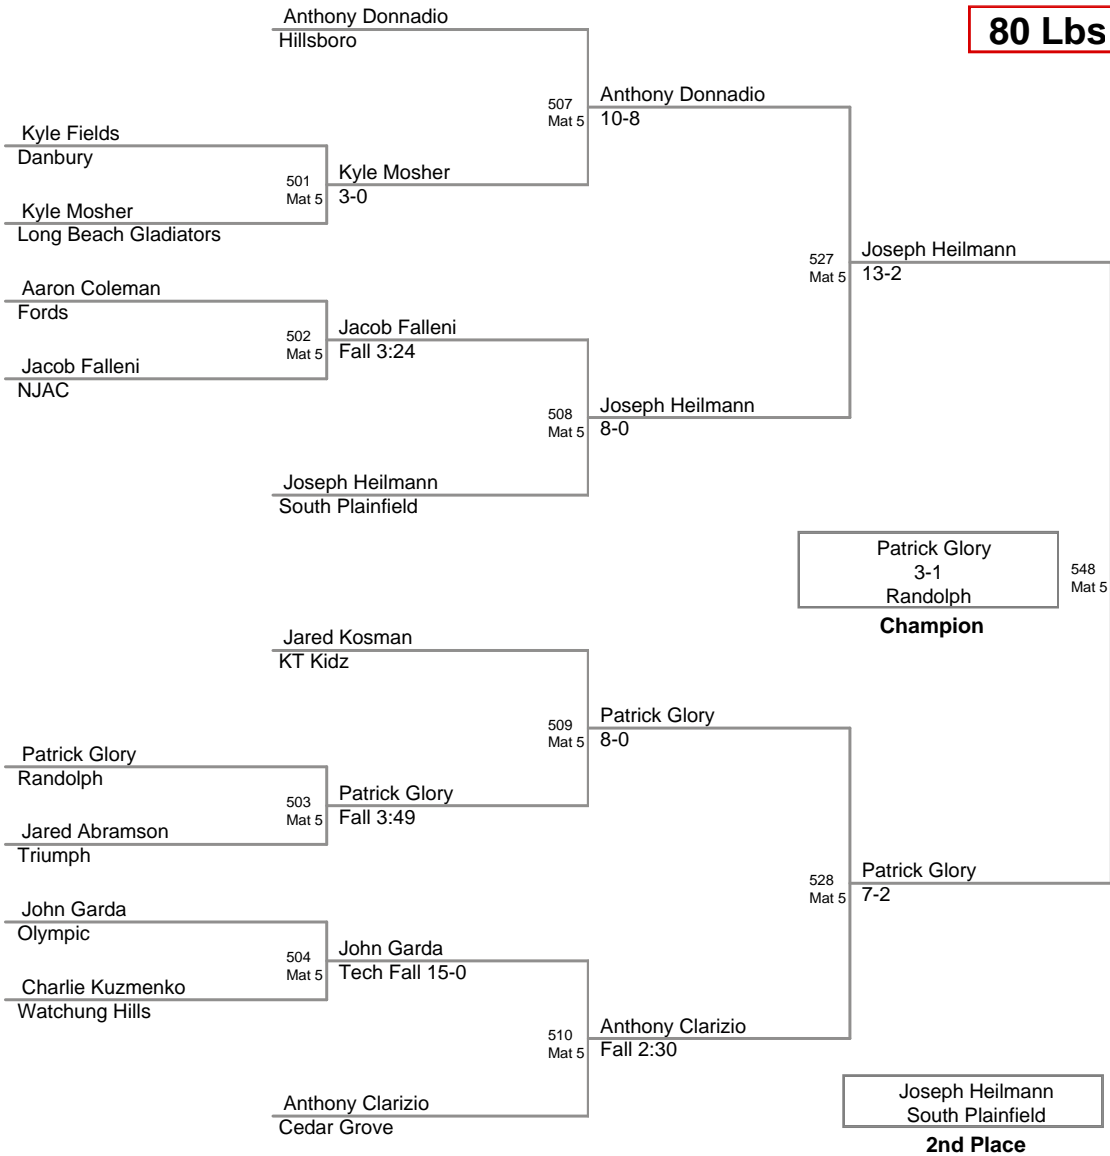 Anthony Donnadio
Hillsboro
80 Lbs
507
Mat 5
Anthony Donnadio
10-8
Kyle Fields
Danbury
501
Mat 5
Kyle Mosher
3-0
Kyle Mosher
Long Beach Gladiators
527
Mat 5
Joseph Heilmann
13-2
Aaron Coleman
Fords
502
Mat 5
Jacob Falleni
Fall 3:24
Jacob Falleni
NJAC
508
Mat 5
Joseph Heilmann
8-0
Joseph Heilmann
South Plainfield
Patrick Glory
3-1
Randolph
Champion
548
Mat 5
Jared Kosman
KT Kidz
509
Mat 5
Patrick Glory
8-0
Patrick Glory
Randolph
503
Mat 5
Patrick Glory
Fall 3:49
Jared Abramson
Triumph
528
Mat 5
Patrick Glory
7-2
John Garda
Olympic
504
Mat 5
John Garda
Tech Fall 15-0
Charlie Kuzmenko
Watchung Hills
510
Mat 5
Anthony Clarizio
Fall 2:30
Anthony Clarizio
Cedar Grove
Joseph Heilmann
South Plainfield
2nd Place